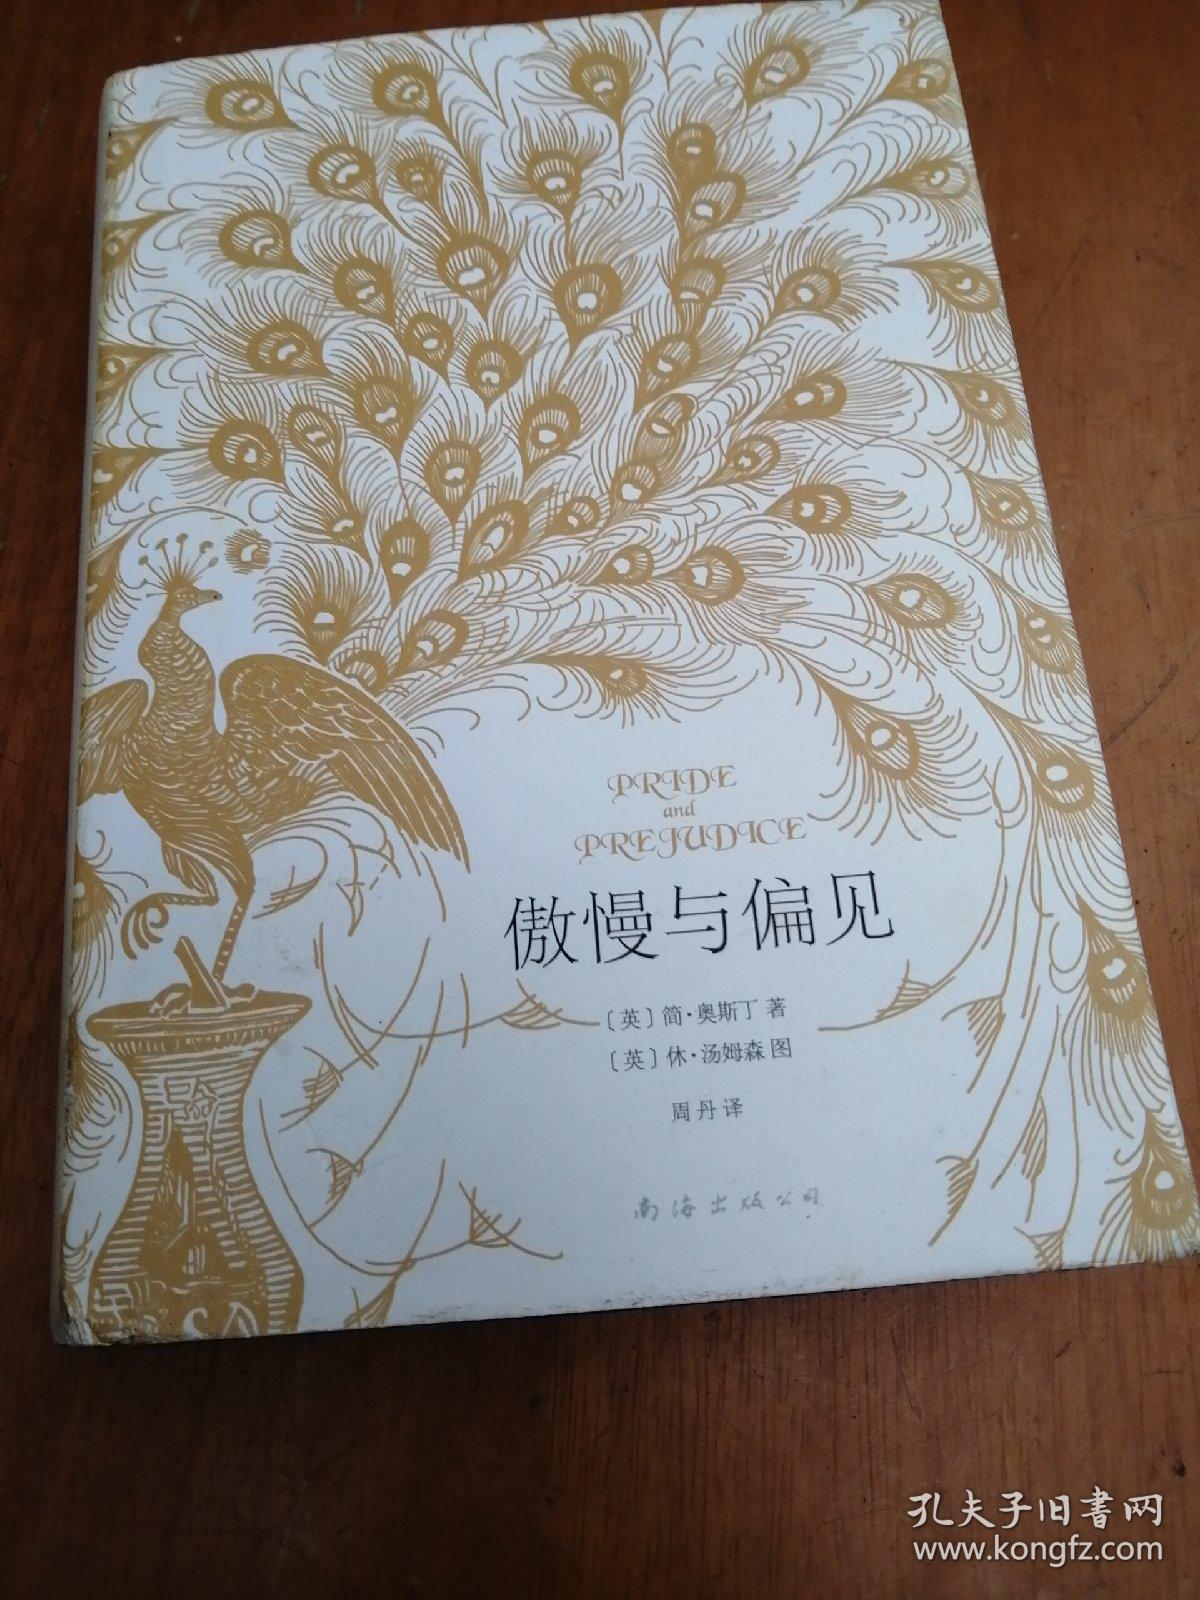 PRIDE
and
PREJUDICE
傲慢与偏见
〔英〕简·奥斯丁 著
〔英〕休·汤姆森 图
周丹 译
南海出版公司
孔夫子旧书网
www.kongfz.com